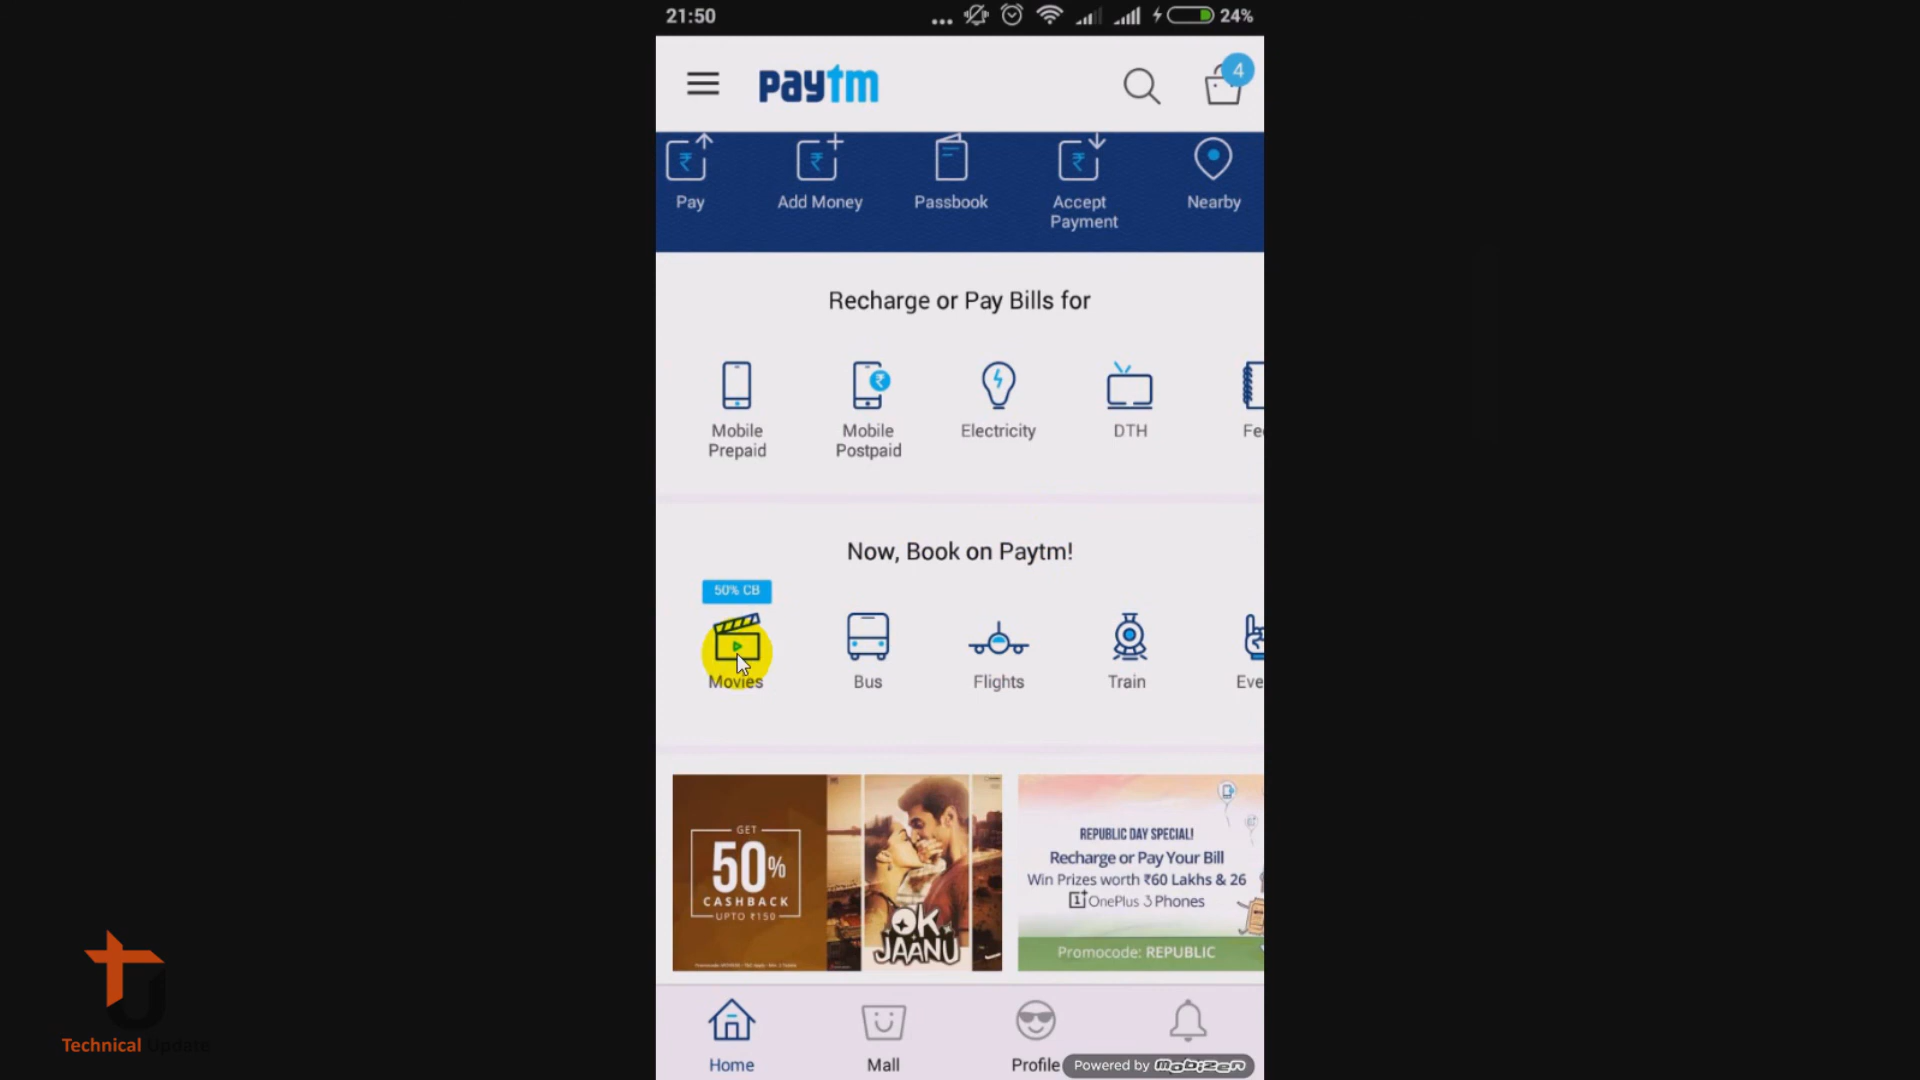 21:50
24%
paytm
4
Pay
Add Money
Passbook
Accept
Payment
Nearby
Recharge or Pay Bills for
Mobile
Prepaid
Mobile
Postpaid
Electricity
DTH
Fee
Now, Book on Paytm!
50% CB
Movies
Bus
Flights
Train
Eve
GET
50%
CASHBACK
UPTO ₹150
OK
JAANU
REPUBLIC DAY SPECIAL!
Recharge or Pay Your Bill
Win Prizes worth ₹60 Lakhs & 26
OnePlus 3 Phones
Promocode: REPUBLIC
Home
Mall
Profile
Powered by mobizen
Technical Update